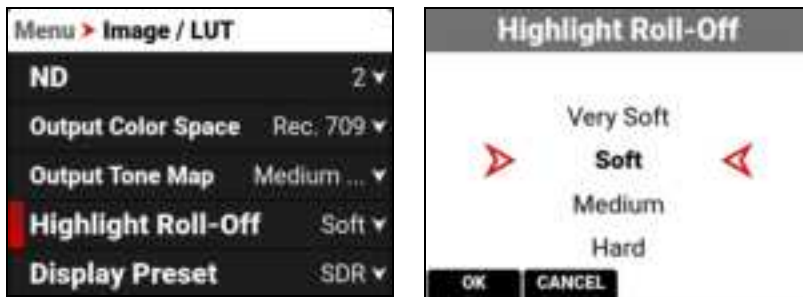 Menu > Image / LUT
ND 2
Output Color Space Rec. 709
Output Tone Map Medium ...
Highlight Roll-Off Soft
Display Preset SDR
Highlight Roll-Off
Very Soft
Soft
Medium
Hard
OK CANCEL